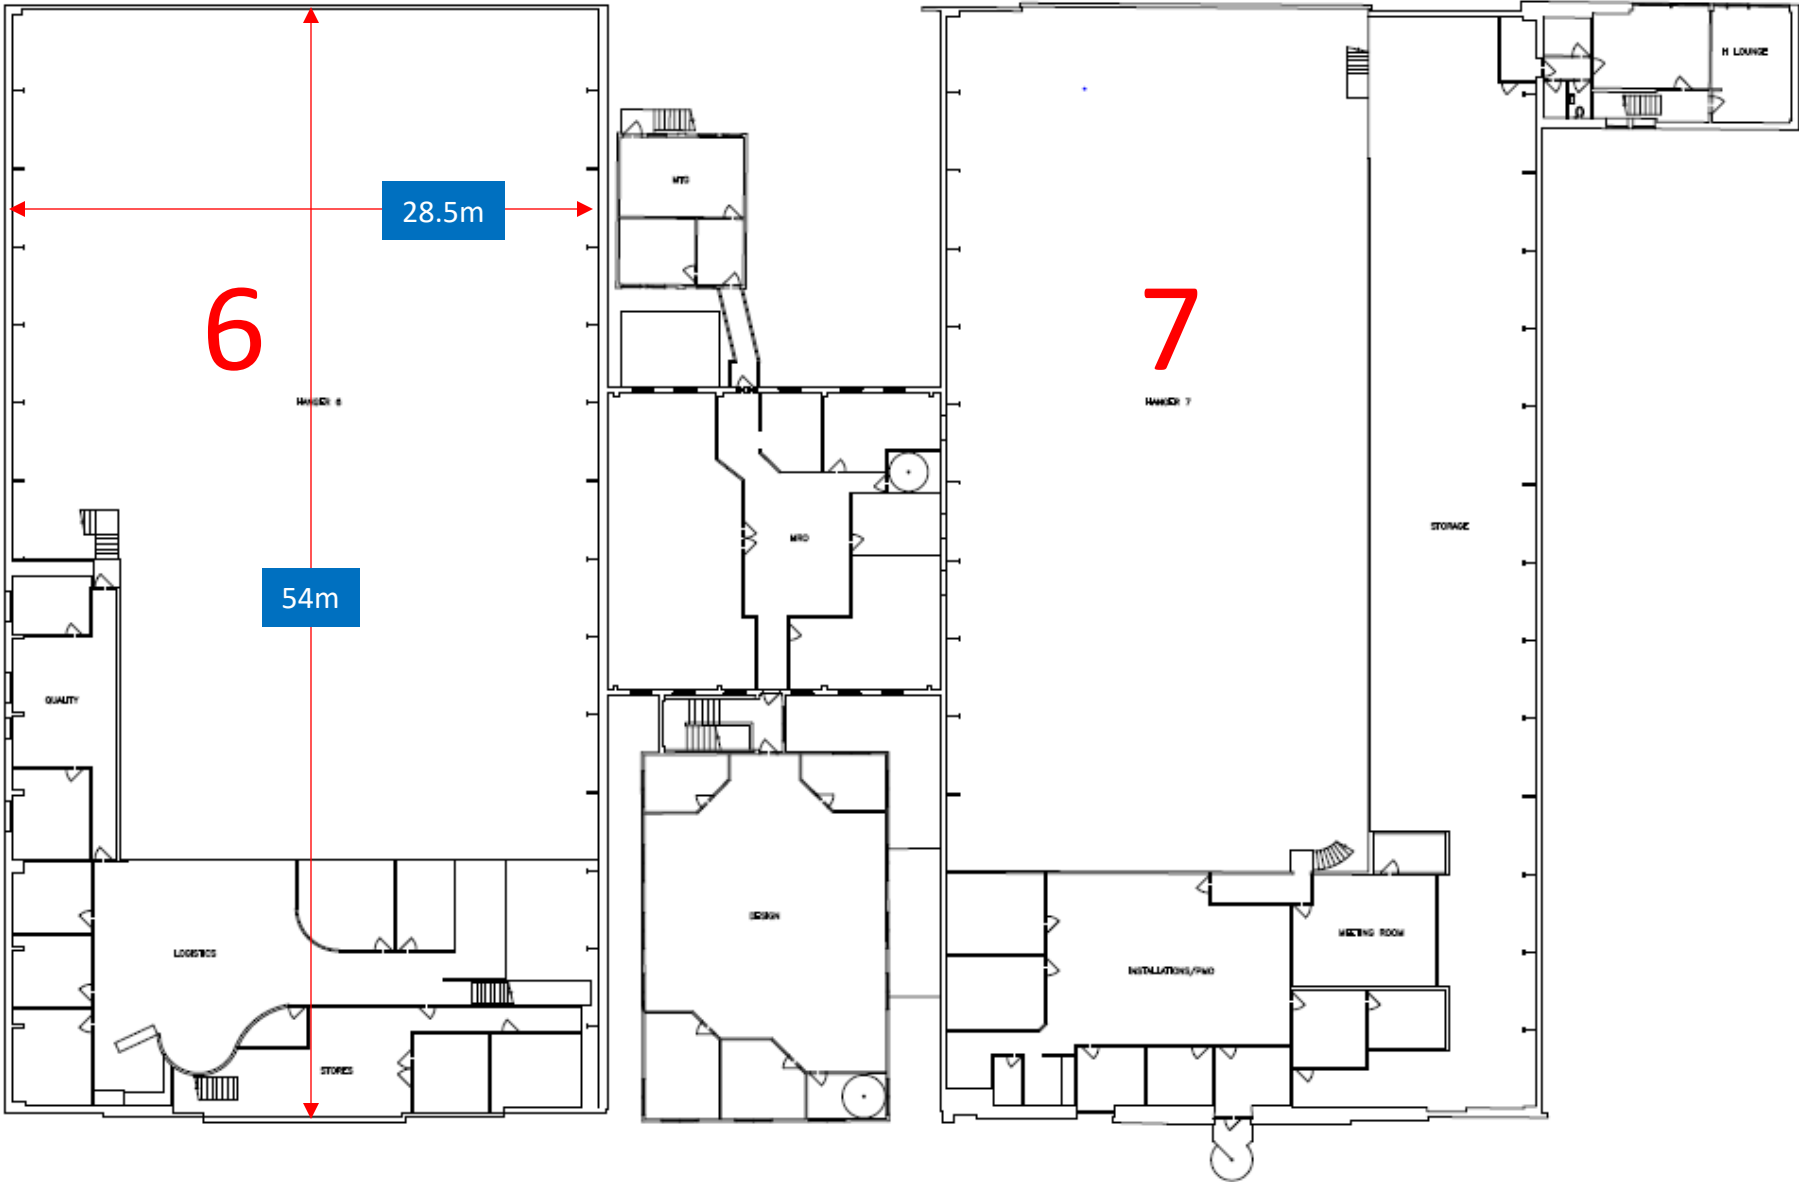 H LOUNGE
MTG
28.5m
6
7
HANGER 6
HANGER 7
STORAGE
MRO
54m
QUALITY
DESIGN
MEETING ROOM
LOGISTICS
INSTALLATIONS/PMO
STORES